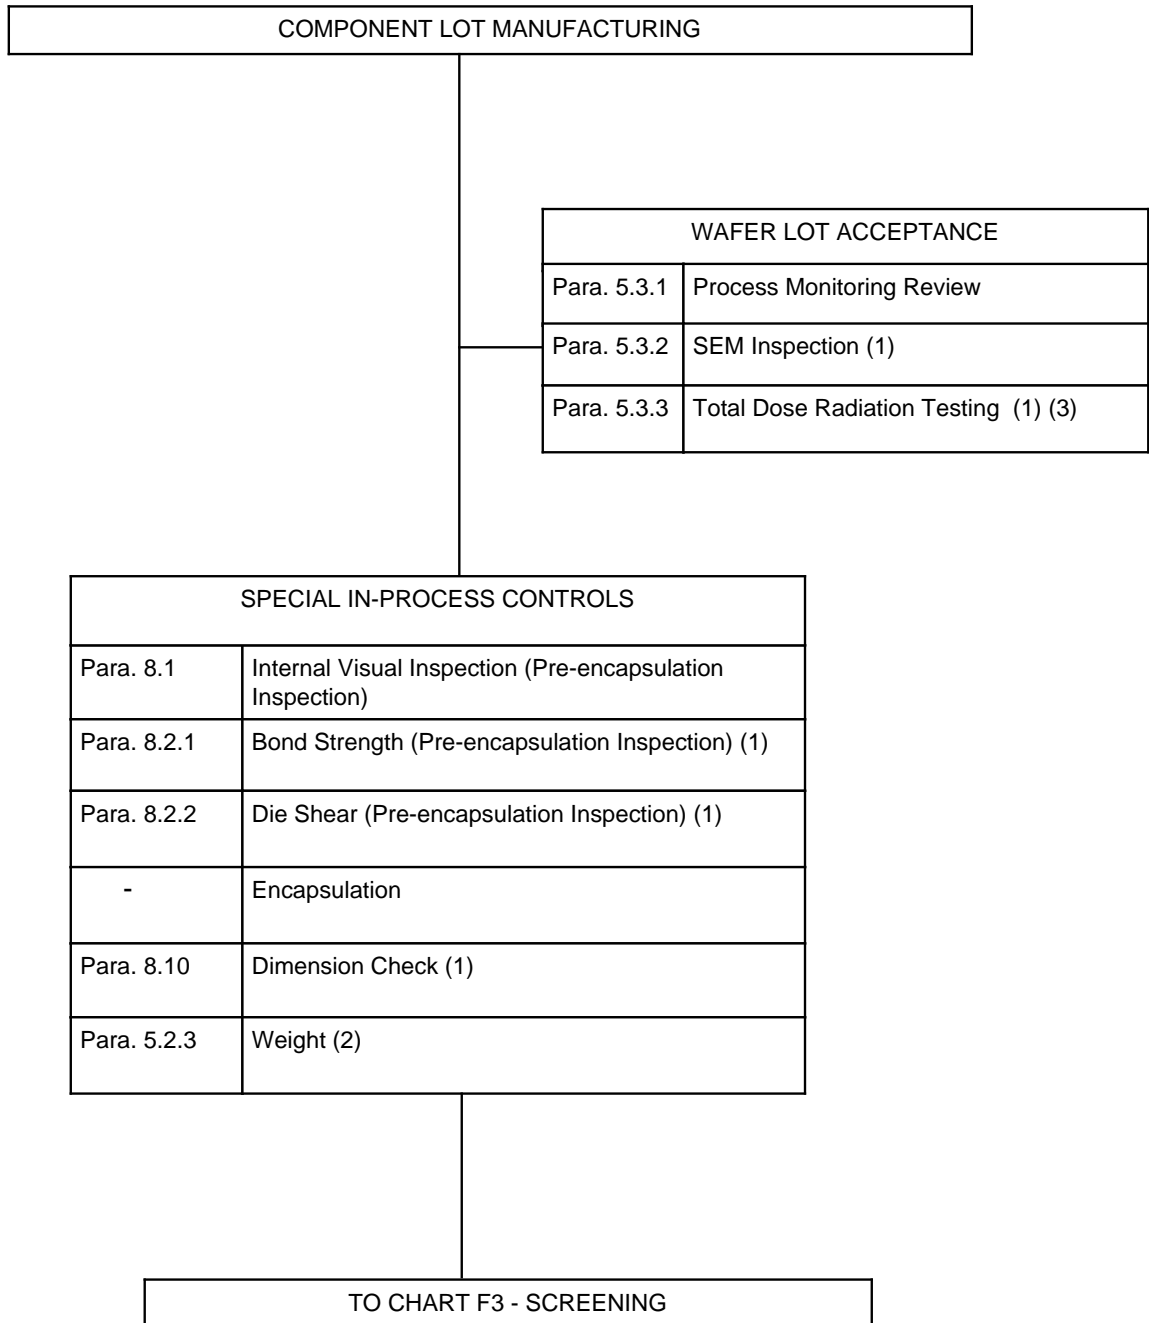 COMPONENT LOT MANUFACTURING
WAFER LOT ACCEPTANCE
Para. 5.3.1 Process Monitoring Review
Para. 5.3.2 SEM Inspection (1)
Para. 5.3.3 Total Dose Radiation Testing (1) (3)
SPECIAL IN-PROCESS CONTROLS
Para. 8.1 Internal Visual Inspection (Pre-encapsulation
Inspection)
Para. 8.2.1 Bond Strength (Pre-encapsulation Inspection) (1)
Para. 8.2.2 Die Shear (Pre-encapsulation Inspection) (1)
- Encapsulation
Para. 8.10 Dimension Check (1)
Para. 5.2.3 Weight (2)
TO CHART F3 - SCREENING